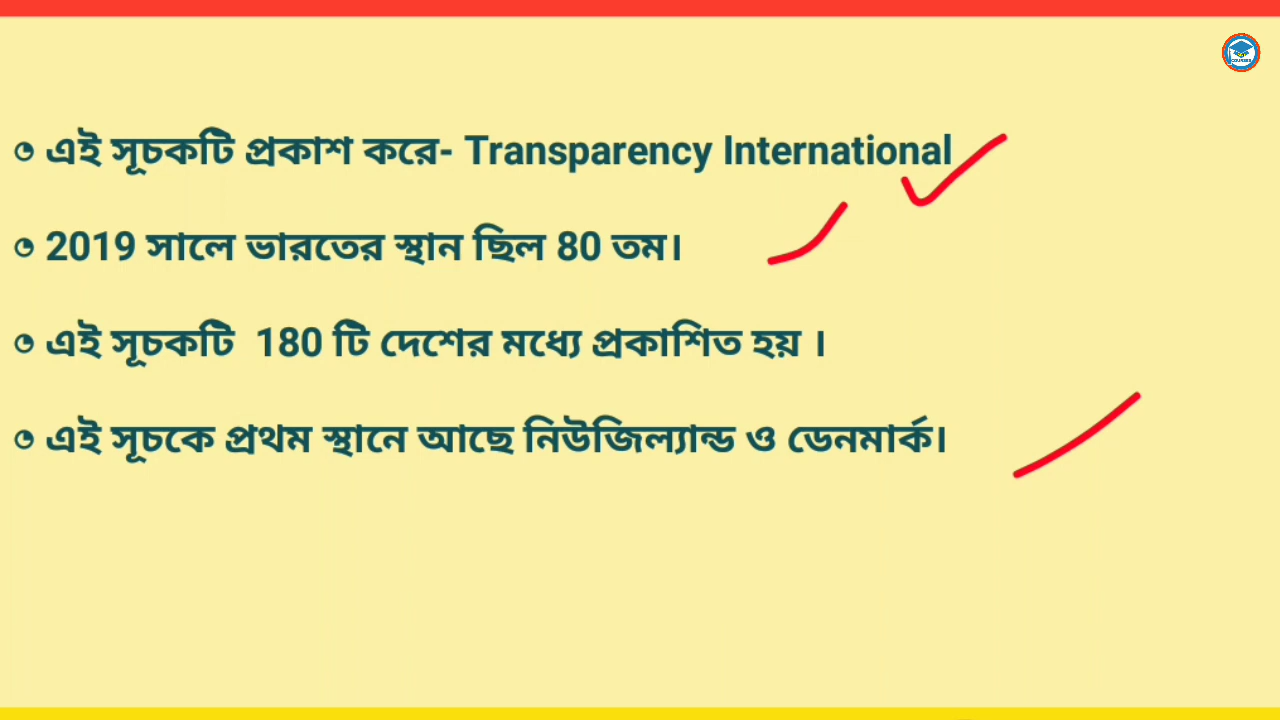 এই সূচকটি প্রকাশ করে- Transparency International
2019 সালে ভারতের স্থান ছিল 80 তম।
এই সূচকটি 180 টি দেশের মধ্যে প্রকাশিত হয় ।
এই সূচকে প্রথম স্থানে আছে নিউজিল্যান্ড ও ডেনমার্ক।